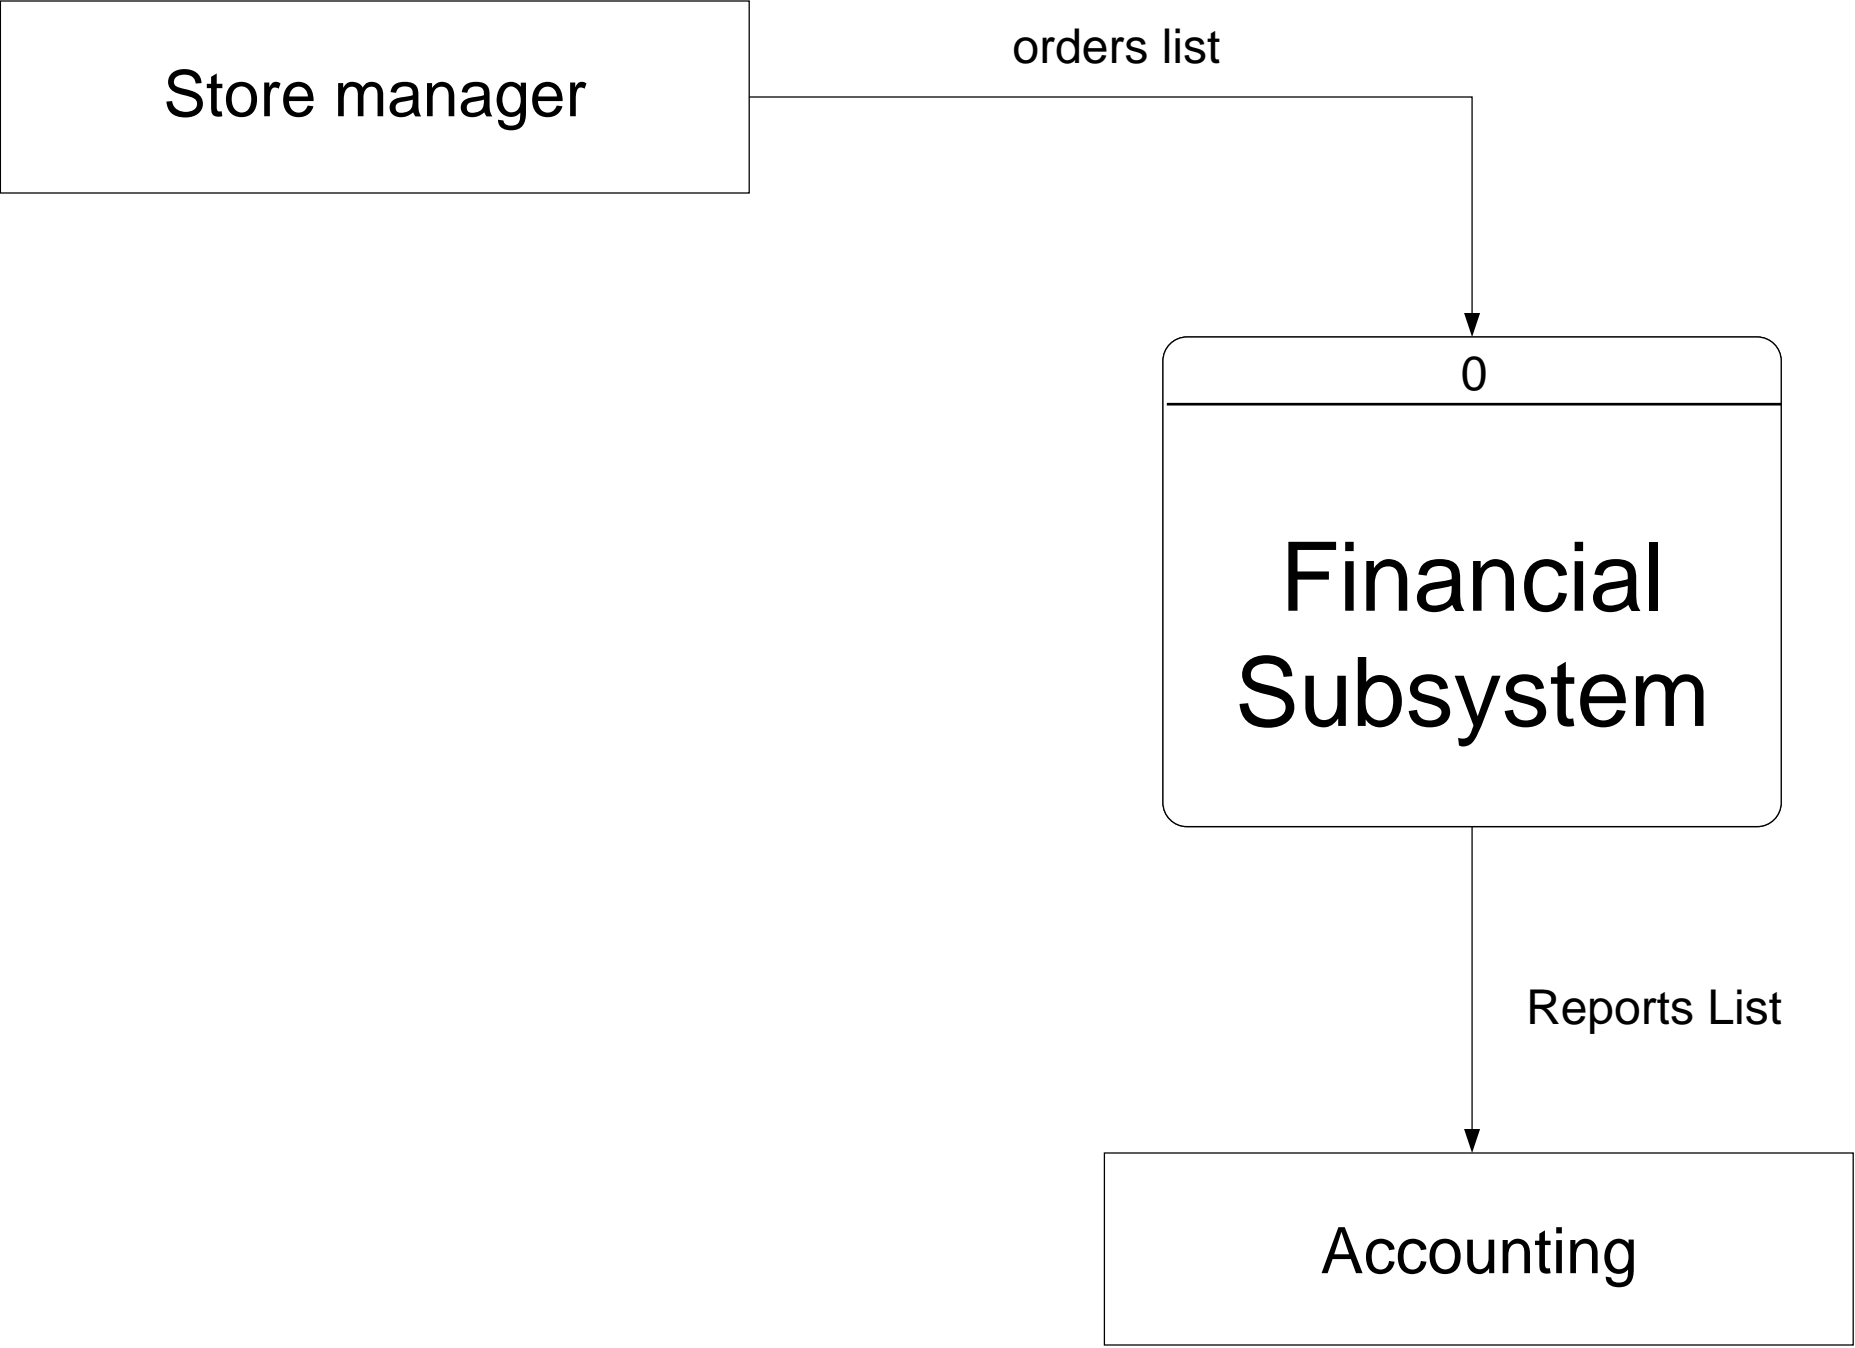 Store manager
orders list
0
Financial
Subsystem
Reports List
Accounting